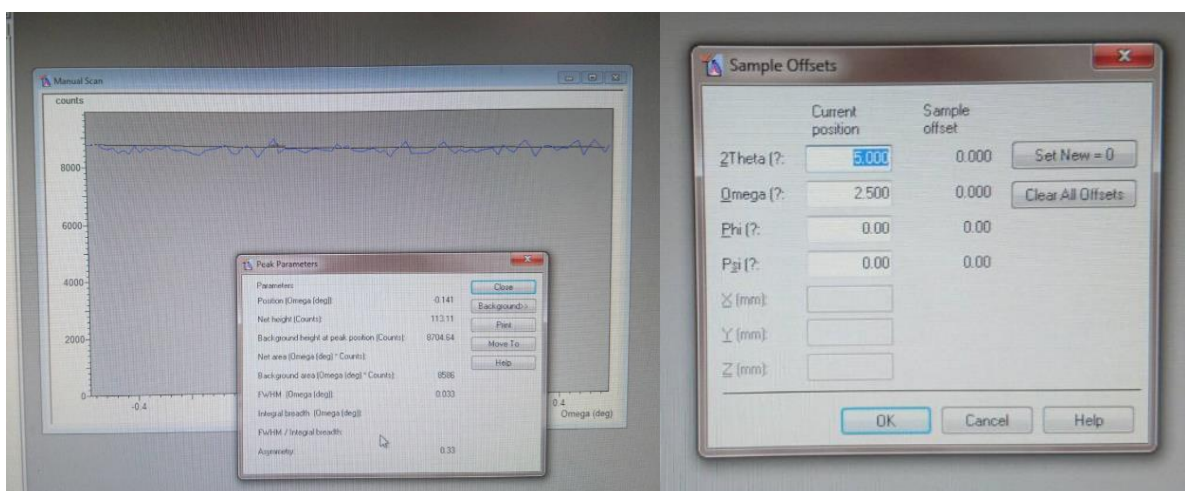 Manual Scan
counts
8000
6000
4000
2000
0
-0.4
0.4
Omega (deg)
Peak Parameters
Parameters
Close
Position (Omega (deg)): -0.141
Background>>
Net height (Counts): 113.11
Print
Background height at peak position (Counts): 8704.64
Move To
Net area (Omega (deg) * Counts):
Help
Background area (Omega (deg) * Counts): 8586
FWHM (Omega (deg)): 0.033
Integral breadth (Omega (deg)):
FWHM / Integral breadth:
Asymmetry: 0.33
Sample Offsets
Current position
Sample offset
2Theta (?: 5.000 0.000 Set New = 0
Omega (?: 2.500 0.000 Clear All Offsets
Phi (?: 0.00 0.00
Psi (?: 0.00 0.00
X (mm):
Y (mm):
Z (mm):
OK Cancel Help